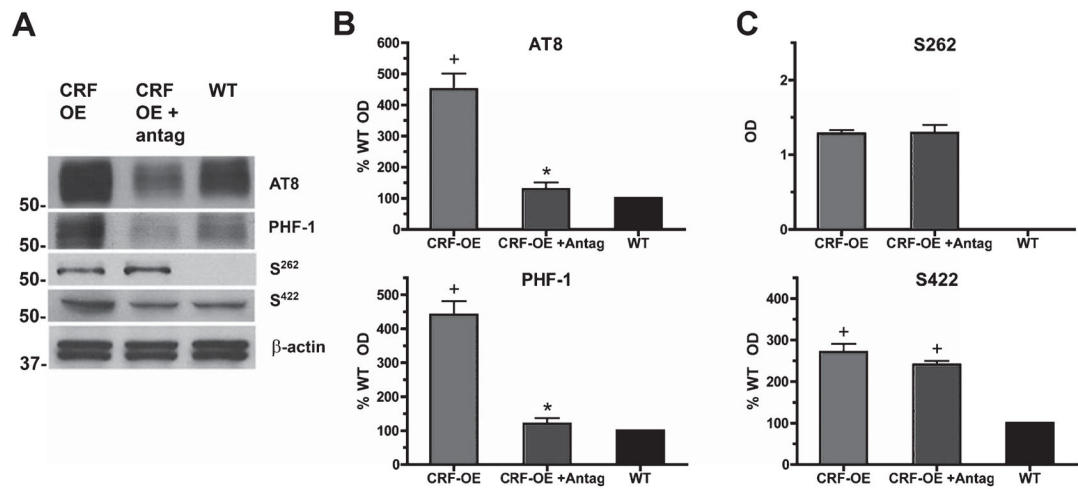 A
CRF OE
CRF OE + antag
WT
50-
AT8
50-
PHF-1
50-
S262
50-
S422
37-
β-actin
B
AT8
% WT OD
600
500
400
300
200
100
0
+
*
CRF-OE
CRF-OE +Antag
WT
PHF-1
% WT OD
500
400
300
200
100
0
+
*
CRF-OE
CRF-OE +Antag
WT
C
S262
OD
2
1
0
CRF-OE
CRF-OE +Antag
WT
S422
% WT OD
400
300
200
100
0
+
+
CRF-OE
CRF-OE +Antag
WT